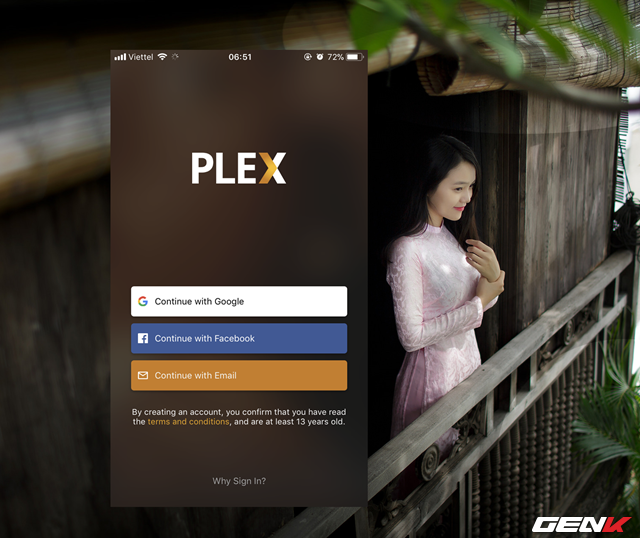 Viettel 06:51 72%
PLEX
Continue with Google
Continue with Facebook
Continue with Email
By creating an account, you confirm that you have read
the terms and conditions, and are at least 13 years old.
Why Sign In?
GENK